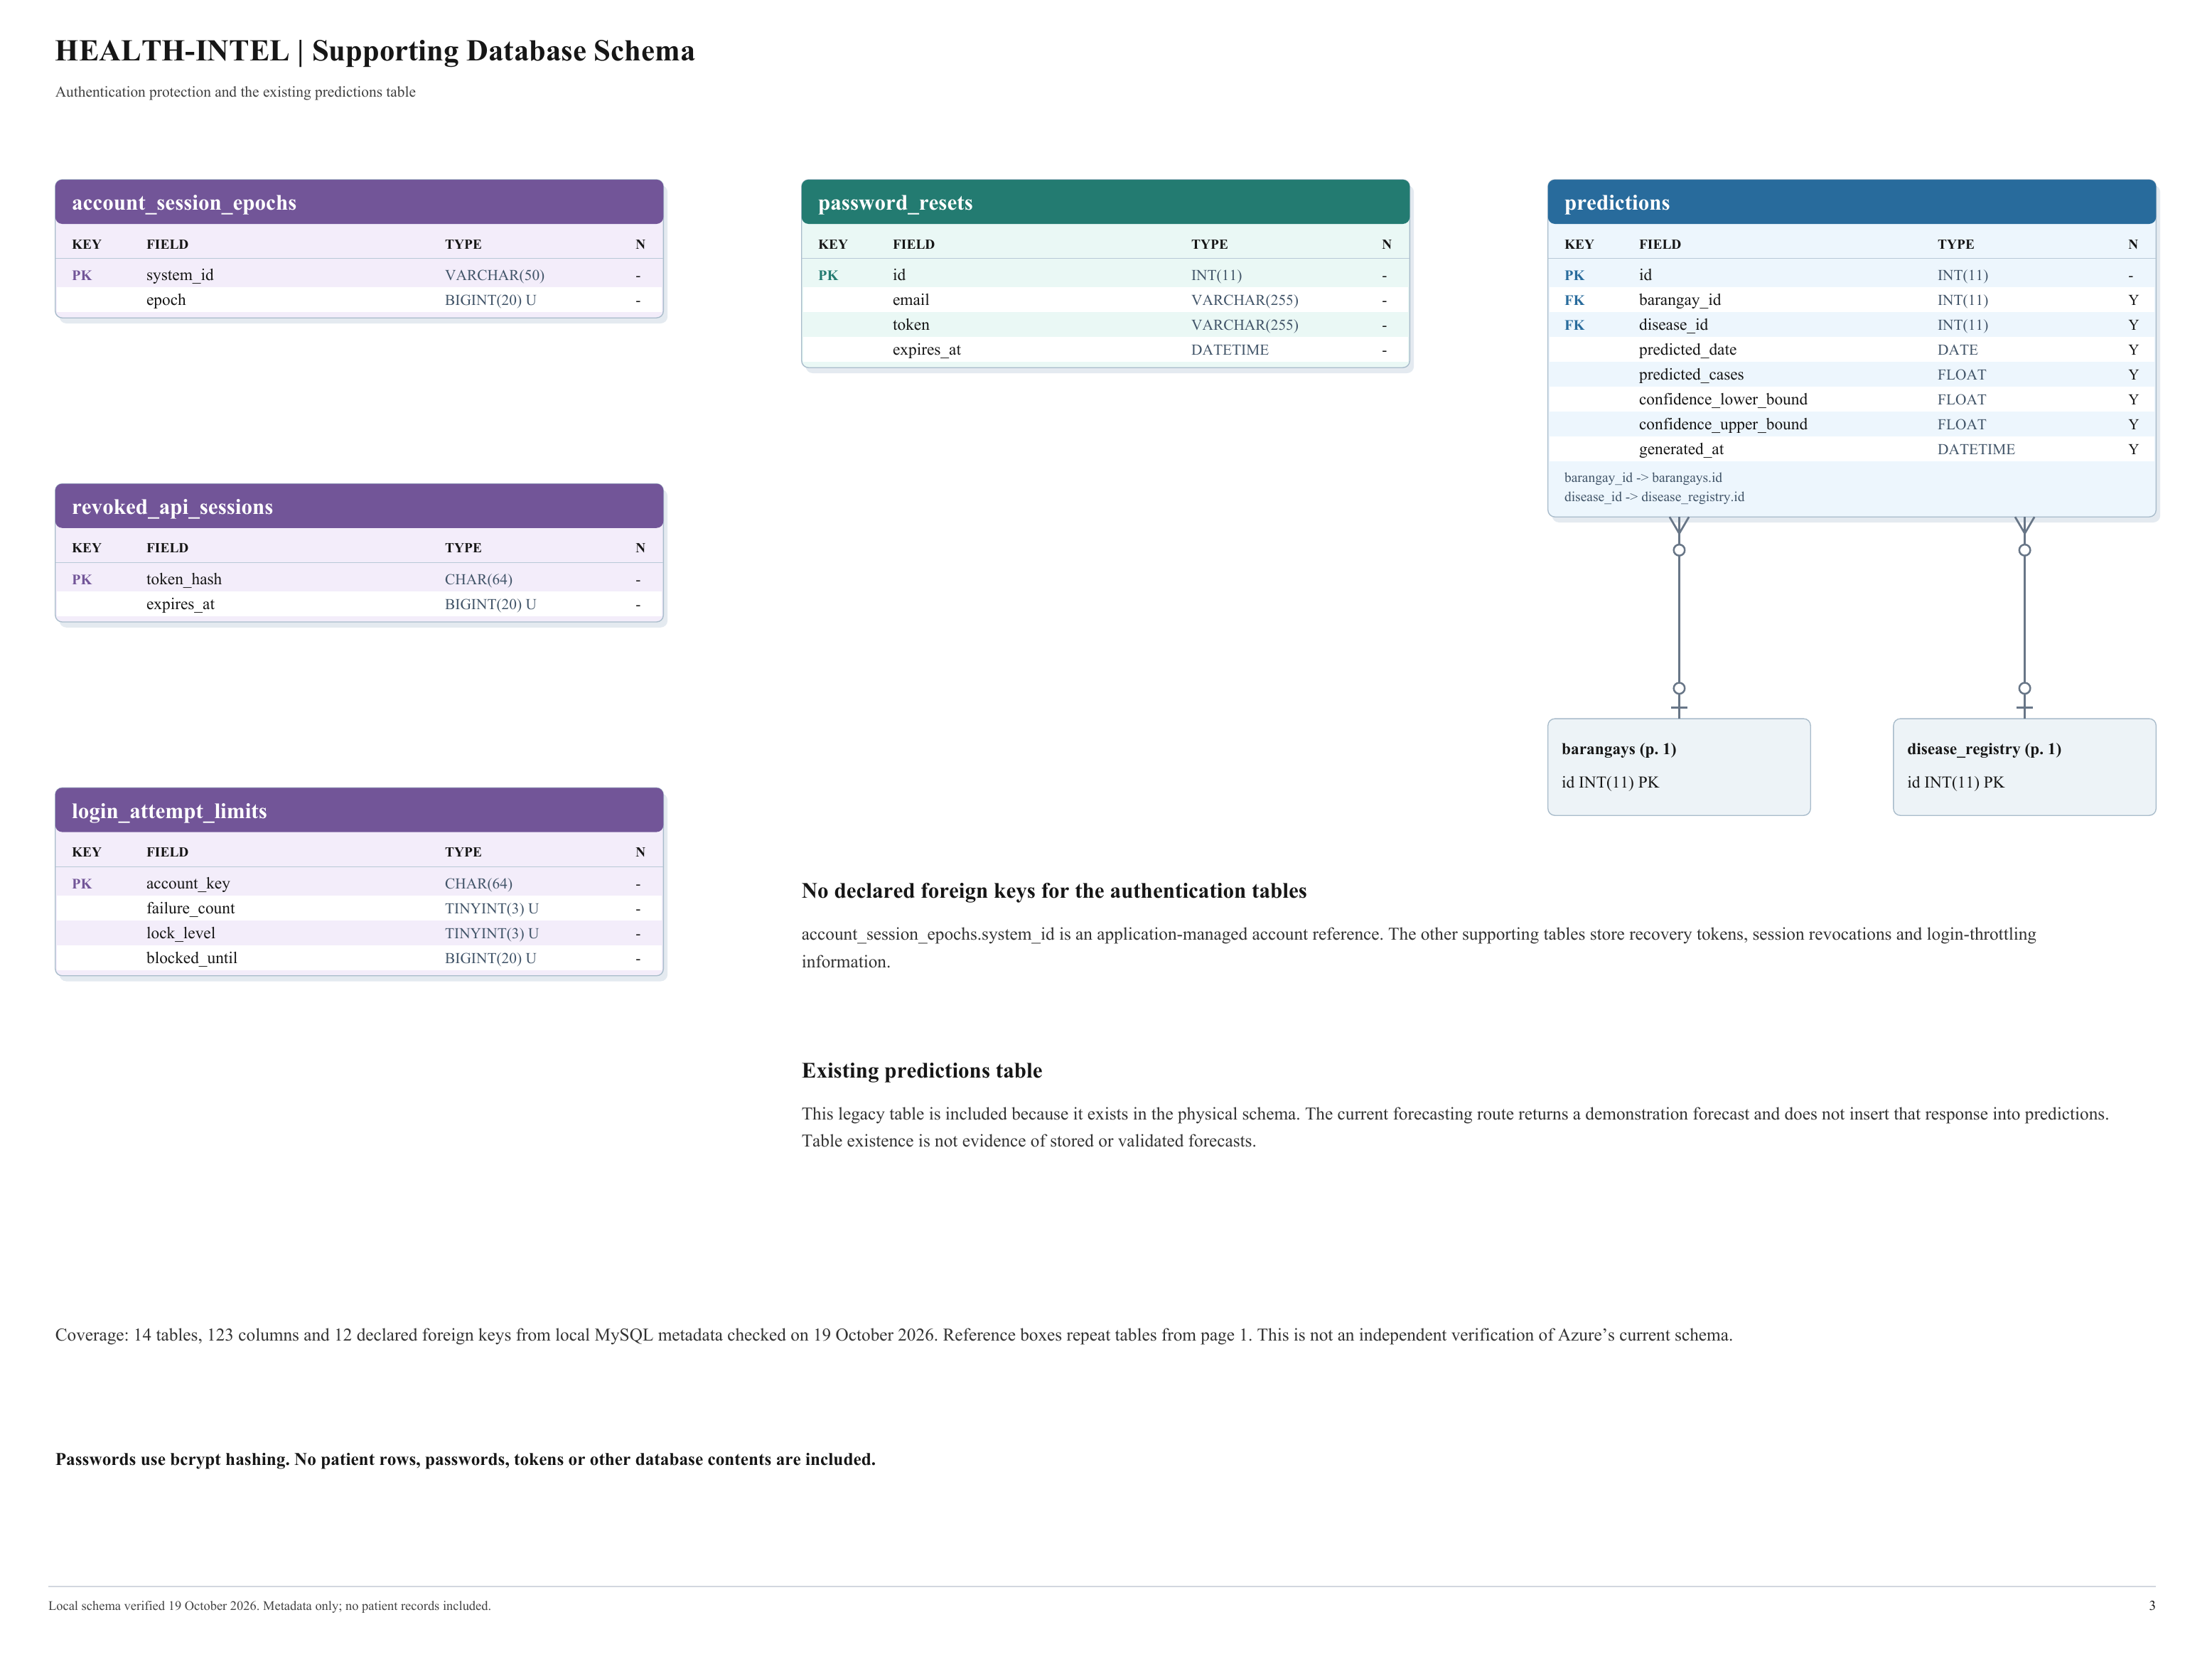 HEALTH-INTEL | Supporting Database Schema
Authentication protection and the existing predictions table
account_session_epochs
KEY FIELD TYPE N
PK system_id VARCHAR(50) -
epoch BIGINT(20) U -
revoked_api_sessions
KEY FIELD TYPE N
PK token_hash CHAR(64) -
expires_at BIGINT(20) U -
login_attempt_limits
KEY FIELD TYPE N
PK account_key CHAR(64) -
failure_count TINYINT(3) U -
lock_level TINYINT(3) U -
blocked_until BIGINT(20) U -
password_resets
KEY FIELD TYPE N
PK id INT(11) -
email VARCHAR(255) -
token VARCHAR(255) -
expires_at DATETIME -
predictions
KEY FIELD TYPE N
PK id INT(11) -
FK barangay_id INT(11) Y
FK disease_id INT(11) Y
predicted_date DATE Y
predicted_cases FLOAT Y
confidence_lower_bound FLOAT Y
confidence_upper_bound FLOAT Y
generated_at DATETIME Y
barangay_id -> barangays.id
disease_id -> disease_registry.id
barangays (p. 1)
id INT(11) PK
disease_registry (p. 1)
id INT(11) PK
No declared foreign keys for the authentication tables
account_session_epochs.system_id is an application-managed account reference. The other supporting tables store recovery tokens, session revocations and login-throttling
information.
Existing predictions table
This legacy table is included because it exists in the physical schema. The current forecasting route returns a demonstration forecast and does not insert that response into predictions.
Table existence is not evidence of stored or validated forecasts.
Coverage: 14 tables, 123 columns and 12 declared foreign keys from local MySQL metadata checked on 19 October 2026. Reference boxes repeat tables from page 1. This is not an independent verification of Azure’s current schema.
Passwords use bcrypt hashing. No patient rows, passwords, tokens or other database contents are included.
Local schema verified 19 October 2026. Metadata only; no patient records included.
3